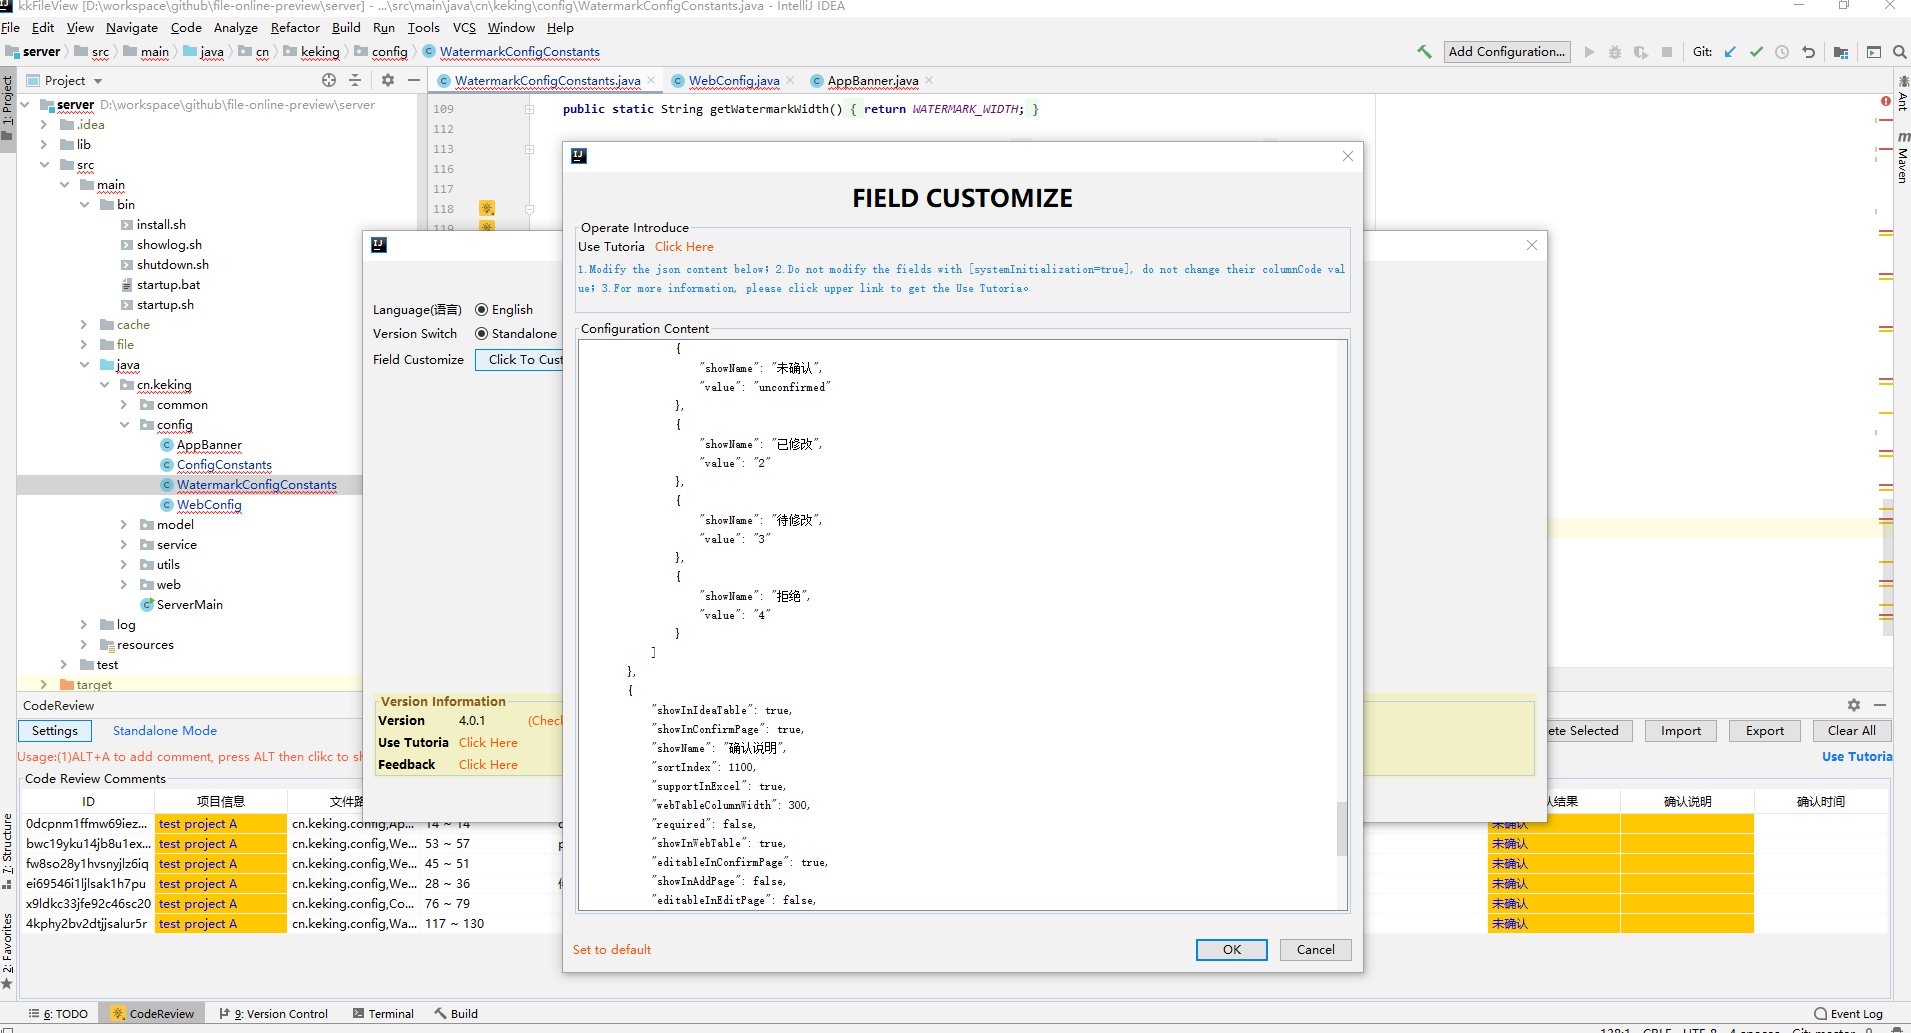 kkFileView [D:\workspace\github\file-online-preview\server] - ...\src\main\java\cn\keking\config\WatermarkConfigConstants.java - IntelliJ IDEA
File Edit View Navigate Code Analyze Refactor Build Run Tools VCS Window Help
server src main java cn keking config WatermarkConfigConstants
Add Configuration... Git:
1: Project
Project
WatermarkConfigConstants.java WebConfig.java AppBanner.java
server D:\workspace\github\file-online-preview\server
.idea
lib
src
main
bin
install.sh
showlog.sh
shutdown.sh
startup.bat
startup.sh
cache
file
java
cn.keking
common
config
AppBanner
ConfigConstants
WatermarkConfigConstants
WebConfig
model
service
utils
web
ServerMain
log
resources
test
target
109 public static String getWatermarkWidth() { return WATERMARK_WIDTH; }
112
113
116
117
118
119
Ant
Maven
Language(语言) English
Version Switch Standalone
Field Customize Click To Cust
Version Information
Version 4.0.1 (Chec
Use Tutoria Click Here
Feedback Click Here
FIELD CUSTOMIZE
Operate Introduce
Use Tutoria Click Here
1.Modify the json content below；2.Do not modify the fields with [systemInitialization=true], do not change their columnCode val
ue；3.For more information, please click upper link to get the Use Tutoria。
Configuration Content
{
"showName": "未确认",
"value": "unconfirmed"
},
{
"showName": "已修改",
"value": "2"
},
{
"showName": "待修改",
"value": "3"
},
{
"showName": "拒绝",
"value": "4"
}
]
},
{
"showInIdeaTable": true,
"showInConfirmPage": true,
"showName": "确认说明",
"sortIndex": 1100,
"supportInExcel": true,
"webTableColumnWidth": 300,
"required": false,
"showInWebTable": true,
"editableInConfirmPage": true,
"showInAddPage": false,
"editableInEditPage": false,
Set to default OK Cancel
CodeReview
Settings Standalone Mode
ete Selected Import Export Clear All
Usage:(1)ALT+A to add comment, press ALT then clikc to sh
Use Tutoria
Code Review Comments
ID 项目信息 文件路 认结果 确认说明 确认时间
0dcpnm1ffmw69iez... test project A cn.keking.config,Ap... 14 ~ 14 未确认
bwc19yku14jb8u1ex... test project A cn.keking.config,We... 53 ~ 57 未确认
fw8so28y1hvsnyjlz6iq test project A cn.keking.config,We... 45 ~ 51 未确认
ei69546i1ljlsak1h7pu test project A cn.keking.config,We... 28 ~ 36 未确认
x9ldkc33jfe92c46sc20 test project A cn.keking.config,Co... 76 ~ 79 未确认
4kphy2bv2dtjjsalur5r test project A cn.keking.config,Wa... 117 ~ 130 未确认
7: Structure
2: Favorites
6: TODO CodeReview 9: Version Control Terminal Build Event Log